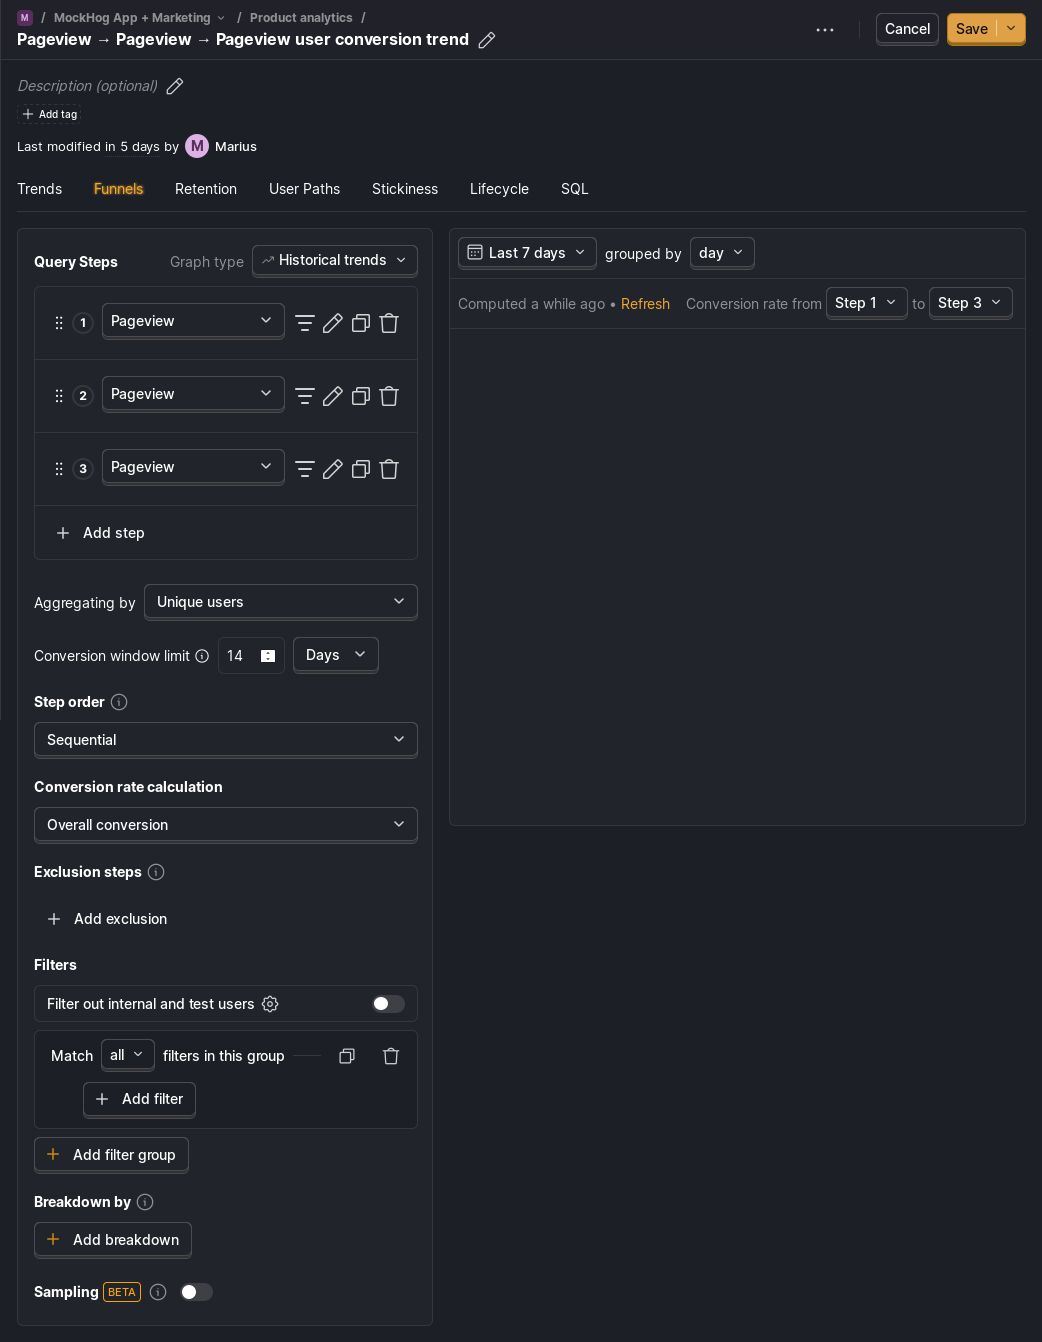 M / MockHog App + Marketing / Product analytics /
Pageview → Pageview → Pageview user conversion trend
Cancel
Save
Description (optional)
Add tag
Last modified in 5 days by M Marius
Trends Funnels Retention User Paths Stickiness Lifecycle SQL
Query Steps Graph type Historical trends
1 Pageview
2 Pageview
3 Pageview
Add step
Aggregating by Unique users
Conversion window limit 14 Days
Step order
Sequential
Conversion rate calculation
Overall conversion
Exclusion steps
Add exclusion
Filters
Filter out internal and test users
Match all filters in this group
Add filter
Add filter group
Breakdown by
Add breakdown
Sampling BETA
Last 7 days grouped by day
Computed a while ago • Refresh Conversion rate from Step 1 to Step 3